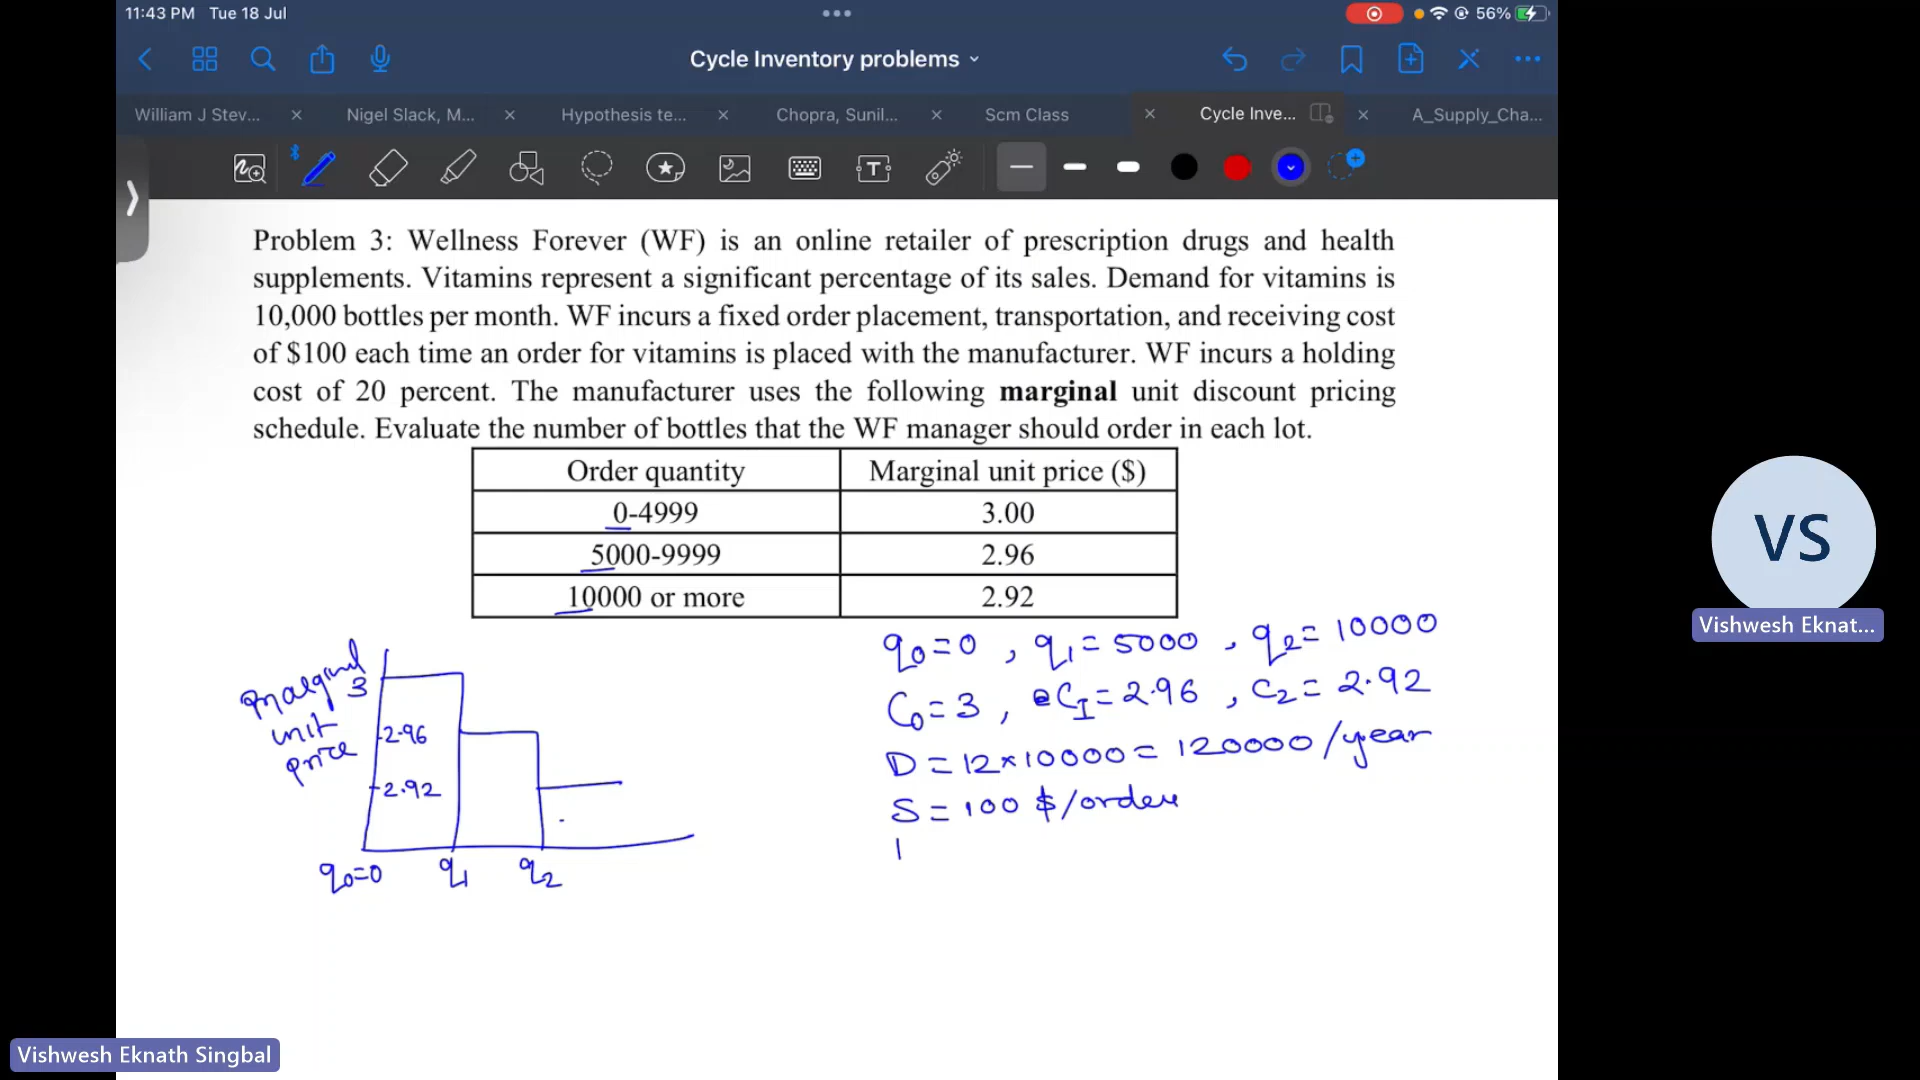 11:43 PM Tue 18 Jul
56%
Cycle Inventory problems
William J Stev...
Nigel Slack, M...
Hypothesis te...
Chopra, Sunil...
Scm Class
Cycle Inve...
A_Supply_Cha...
Problem 3: Wellness Forever (WF) is an online retailer of prescription drugs and health
supplements. Vitamins represent a significant percentage of its sales. Demand for vitamins is
10,000 bottles per month. WF incurs a fixed order placement, transportation, and receiving cost
of $100 each time an order for vitamins is placed with the manufacturer. WF incurs a holding
cost of 20 percent. The manufacturer uses the following marginal unit discount pricing
schedule. Evaluate the number of bottles that the WF manager should order in each lot.
Order quantity Marginal unit price ($)
0-4999 3.00
5000-9999 2.96
10000 or more 2.92
marginal
unit
price
3
2.96
2.92
q0=0 q1 q2
q0=0 , q1=5000 , q2=10000
C0=3 , C1=2.96 , C2=2.92
D=12×10000=120000/year
S=100 $/order
VS
Vishwesh Eknat...
Vishwesh Eknath Singbal